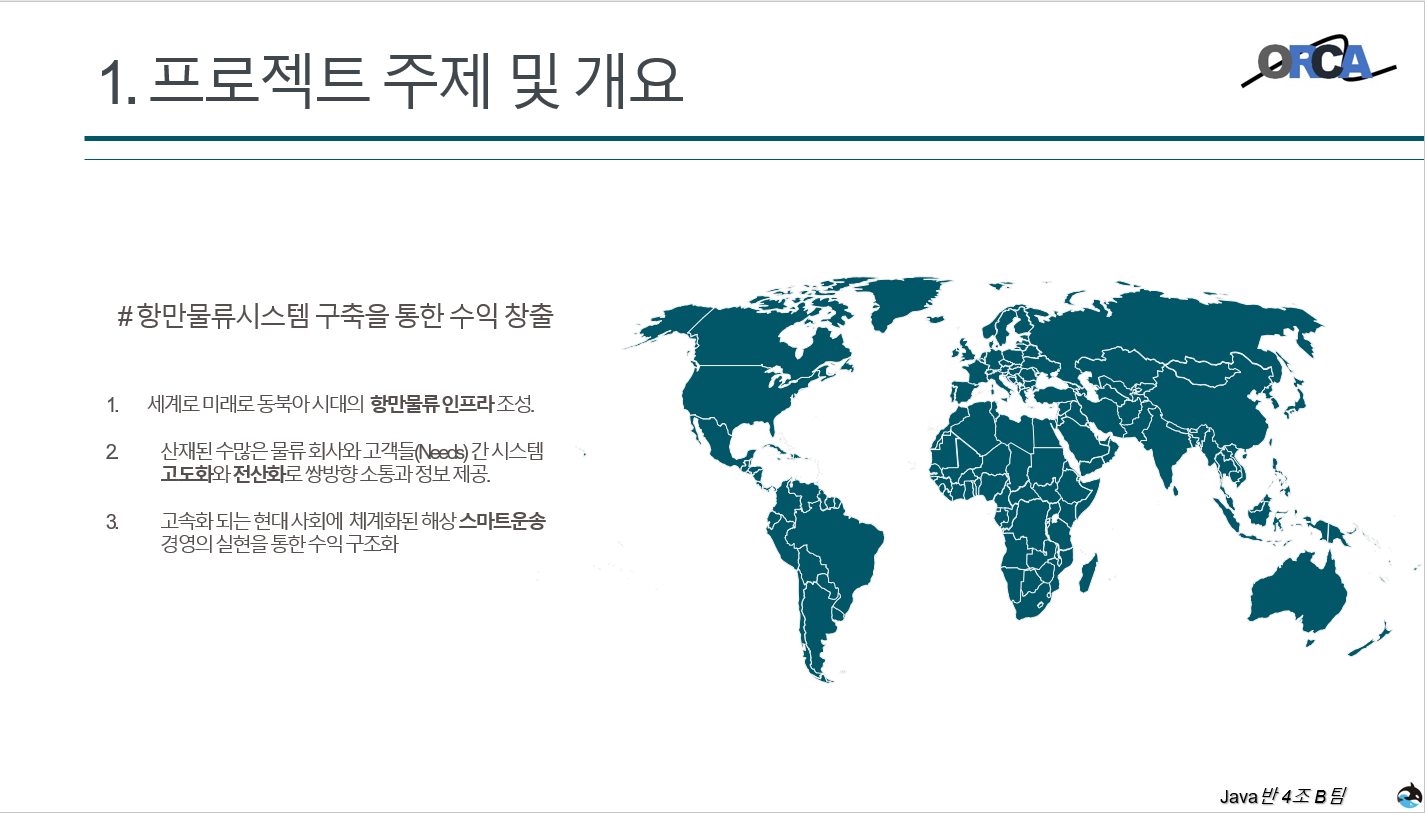 1. 프로젝트 주제 및 개요
ORCA
# 항만물류시스템 구축을 통한 수익 창출
1. 세계로 미래로 동북아시대의 항만물류 인프라 조성.
2. 산재된 수많은 물류 회사와 고객들(Needs) 간 시스템
고도화와 전산화로 쌍방향 소통과 정보 제공.
3. 고속화 되는 현대 사회에 체계화된 해상 스마트운송
경영의 실현을 통한 수익 구조화
Java반 4조 B팀